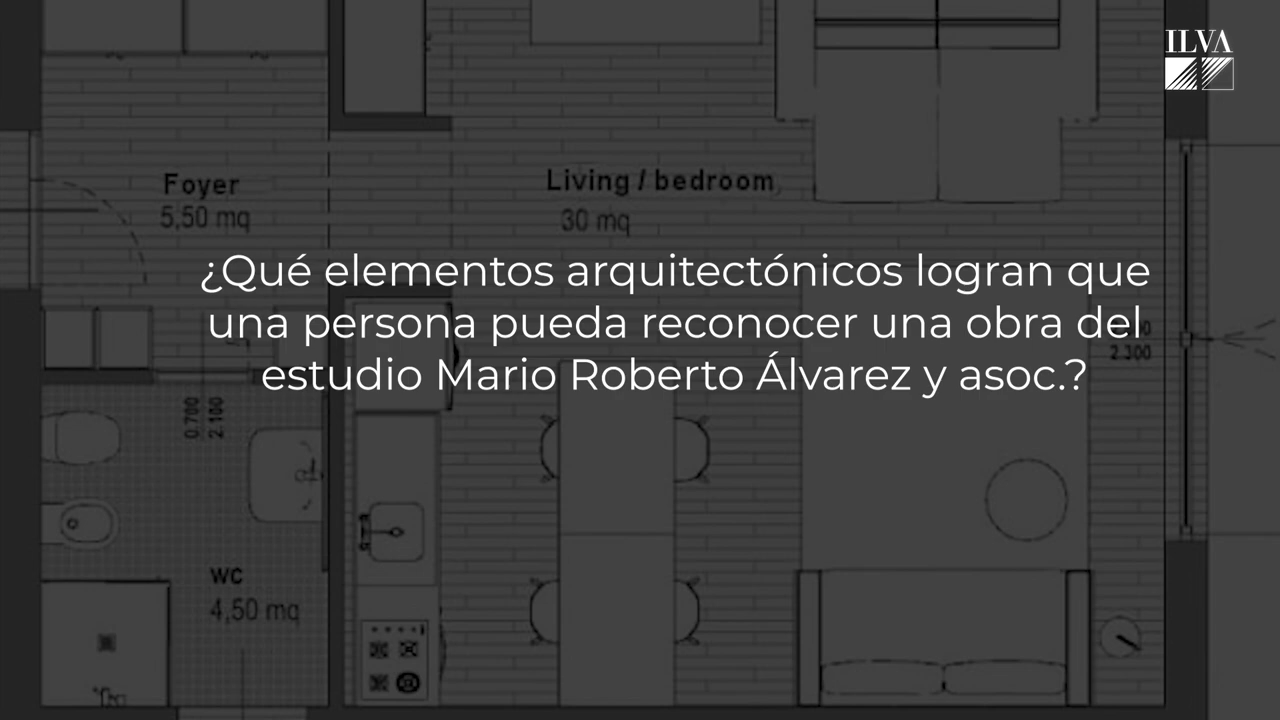 ILVA
Foyer
5,50 mq
Living / bedroom
30 mq
¿Qué elementos arquitectónicos logran que
una persona pueda reconocer una obra del
estudio Mario Roberto Álvarez y asoc.?
2.300
0.700
2.100
WC
4,50 mq